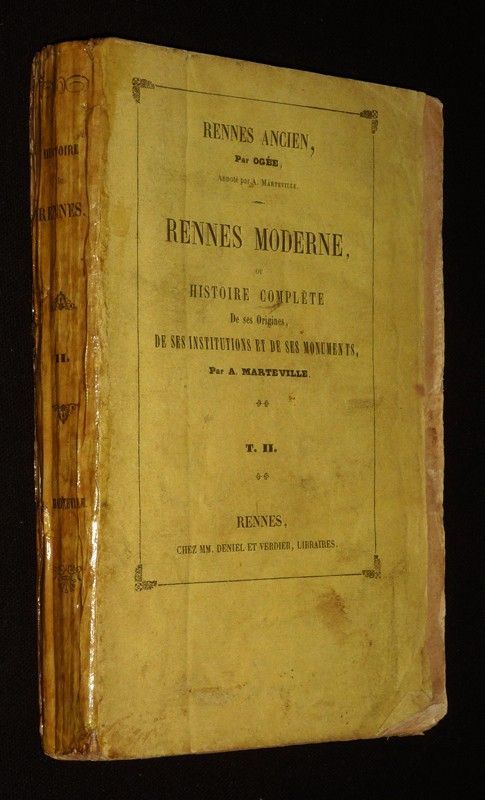 HISTOIRE
de
RENNES.
II.
RENNES ANCIEN,
Par OGÉE,
Annoté par A. MARTEVILLE.
RENNES MODERNE,
OU
HISTOIRE COMPLÈTE
De ses Origines,
DE SES INSTITUTIONS ET DE SES MONUMENTS,
Par A. MARTEVILLE.
T. II.
RENNES,
CHEZ MM. DENIEL ET VERDIER, LIBRAIRES.